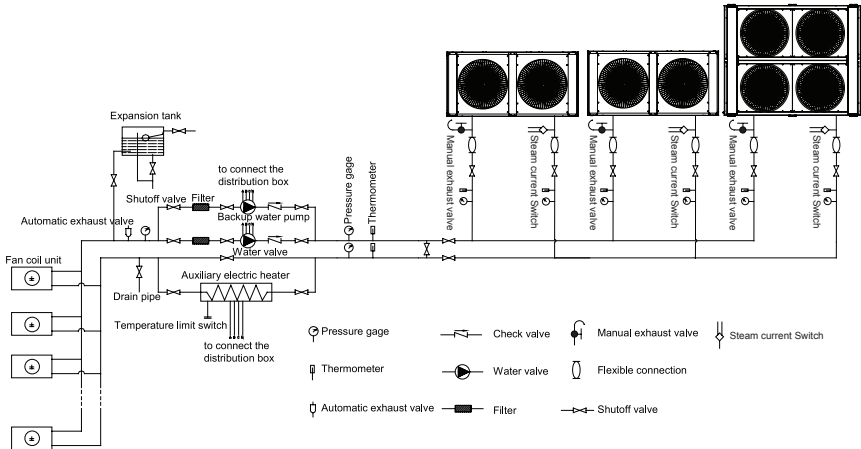 Expansion tank
to connect the
distribution box
Shutoff valve
Filter
Backup water pump
Automatic exhaust valve
Water valve
Pressure gage
Thermometer
Manual exhaust valve
Steam current Switch
Manual exhaust valve
Steam current Switch
Manual exhaust valve
Steam current Switch
Fan coil unit
Auxiliary electric heater
Drain pipe
Temperature limit switch
to connect the
distribution box
Pressure gage
Check valve
Manual exhaust valve
Steam current Switch
Thermometer
Water valve
Flexible connection
Automatic exhaust valve
Filter
Shutoff valve